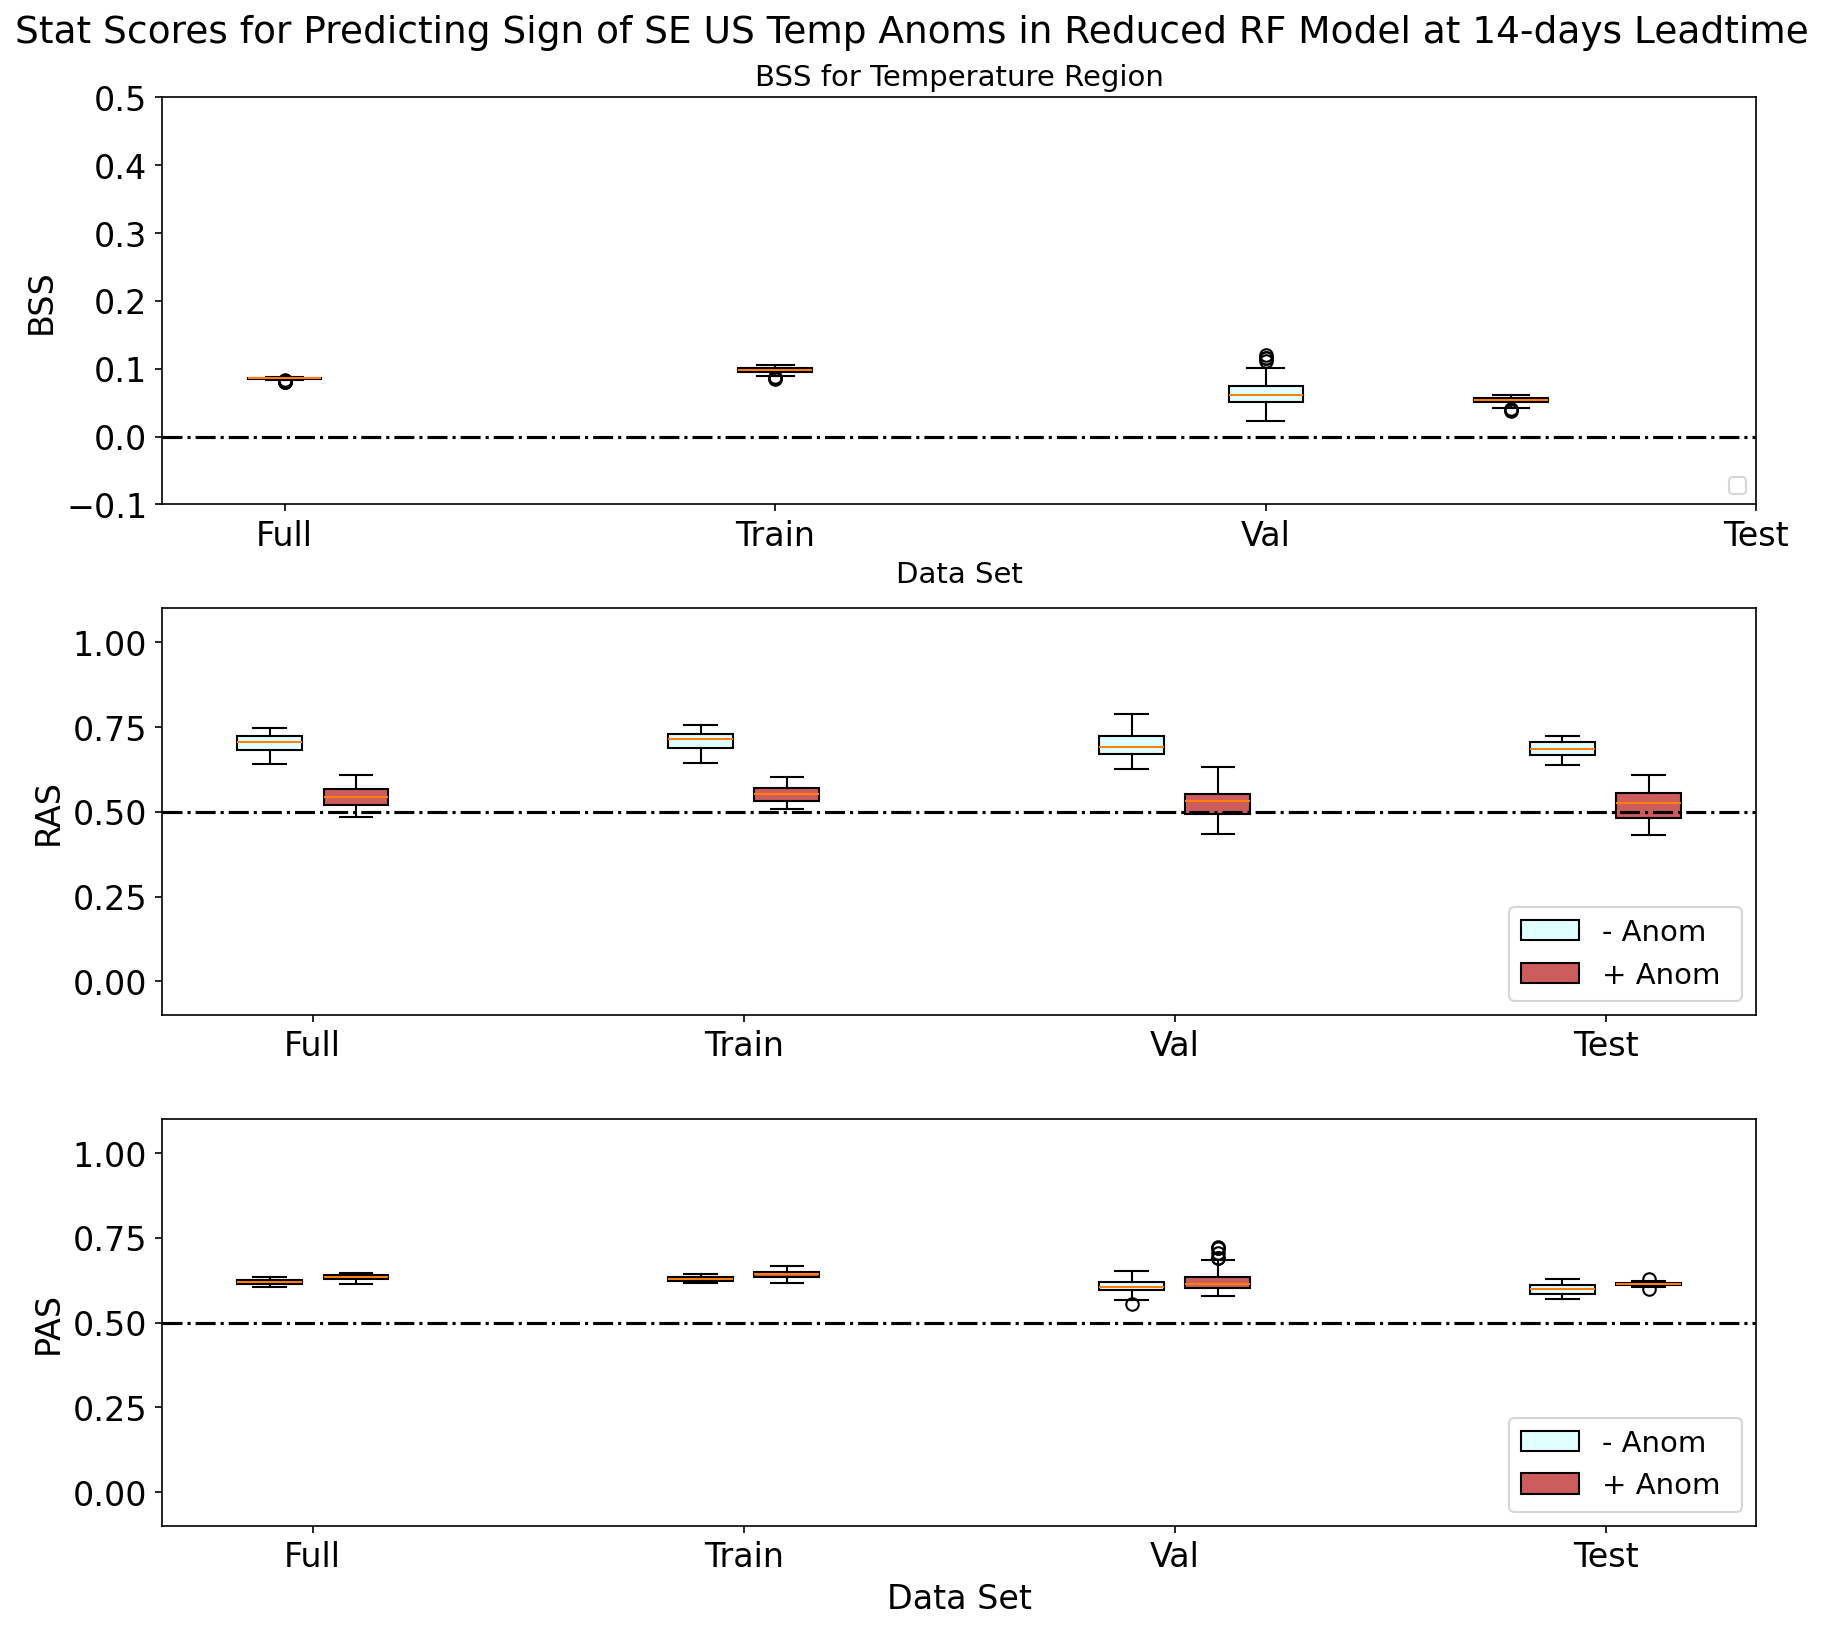 Stat Scores for Predicting Sign of SE US Temp Anoms in Reduced RF Model at 14-days Leadtime
BSS for Temperature Region
0.5
0.4
0.3
0.2
0.1
0.0
−0.1
BSS
Full Train Val Test
Data Set
1.00
0.75
0.50
0.25
0.00
RAS
- Anom
+ Anom
Full Train Val Test
1.00
0.75
0.50
0.25
0.00
PAS
- Anom
+ Anom
Full Train Val Test
Data Set